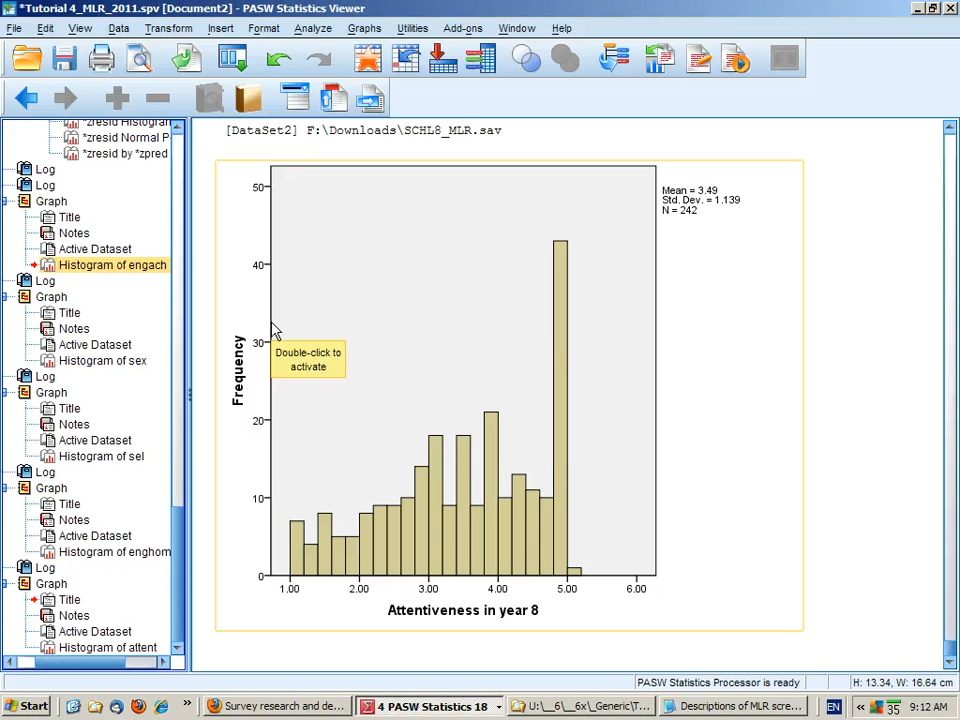 *Tutorial 4_MLR_2011.spv [Document2] - PASW Statistics Viewer
File Edit View Data Transform Insert Format Analyze Graphs Utilities Add-ons Window Help
*zresid Histogran
*zresid Normal P
*zresid by *zpred
Log
Log
Graph
Title
Notes
Active Dataset
Histogram of engach
Log
Graph
Title
Notes
Active Dataset
Histogram of sex
Log
Graph
Title
Notes
Active Dataset
Histogram of sel
Log
Graph
Title
Notes
Active Dataset
Histogram of enghom
Log
Graph
Title
Notes
Active Dataset
Histogram of attent
[DataSet2] F:\Downloads\SCHL8_MLR.sav
Mean = 3.49
Std. Dev. = 1.139
N = 242
50
40
30
20
10
0
Frequency
Double-click to
activate
1.00 2.00 3.00 4.00 5.00 6.00
Attentiveness in year 8
PASW Statistics Processor is ready H: 13.34, W: 16.64 cm
Start » Survey research and de... 4 PASW Statistics 18 U:\__6\__6x\_Generic\T... Descriptions of MLR scre... EN « 35 9:12 AM